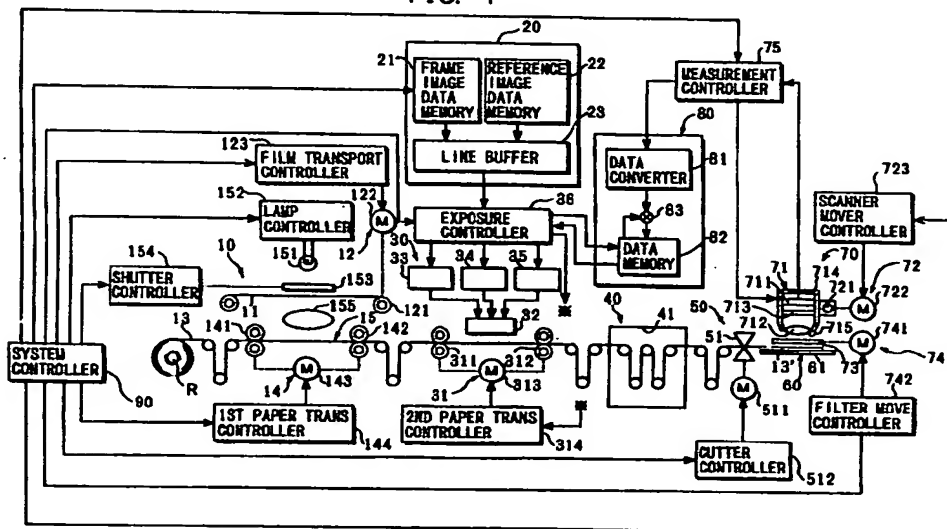 20
21
FRAME
IMAGE
DATA
MEMORY
REFERENCE
IMAGE
DATA
MEMORY
22
23
LINE BUFFER
75
MEASUREMENT
CONTROLLER
80
DATA
CONVERTER
81
83
DATA
MEMORY
82
123
FILM TRANSPORT
CONTROLLER
122
M
12
152
LAMP
CONTROLLER
151
154
SHUTTER
CONTROLLER
10
153
11
155
121
38
EXPOSURE
CONTROLLER
30
33
34
35
32
723
SCANNER
MOVER
CONTROLLER
70
71
711
714
721
713
712
715
M
72
722
M
741
74
13
141
15
142
R
14
M
143
311
312
31
M
313
40
41
50
51
M
511
13'
60
61
73
742
FILTER MOVE
CONTROLLER
SYSTEM
CONTROLLER
90
1ST PAPER TRANS
CONTROLLER
144
2ND PAPER TRANS
CONTROLLER
314
CUTTER
CONTROLLER
512